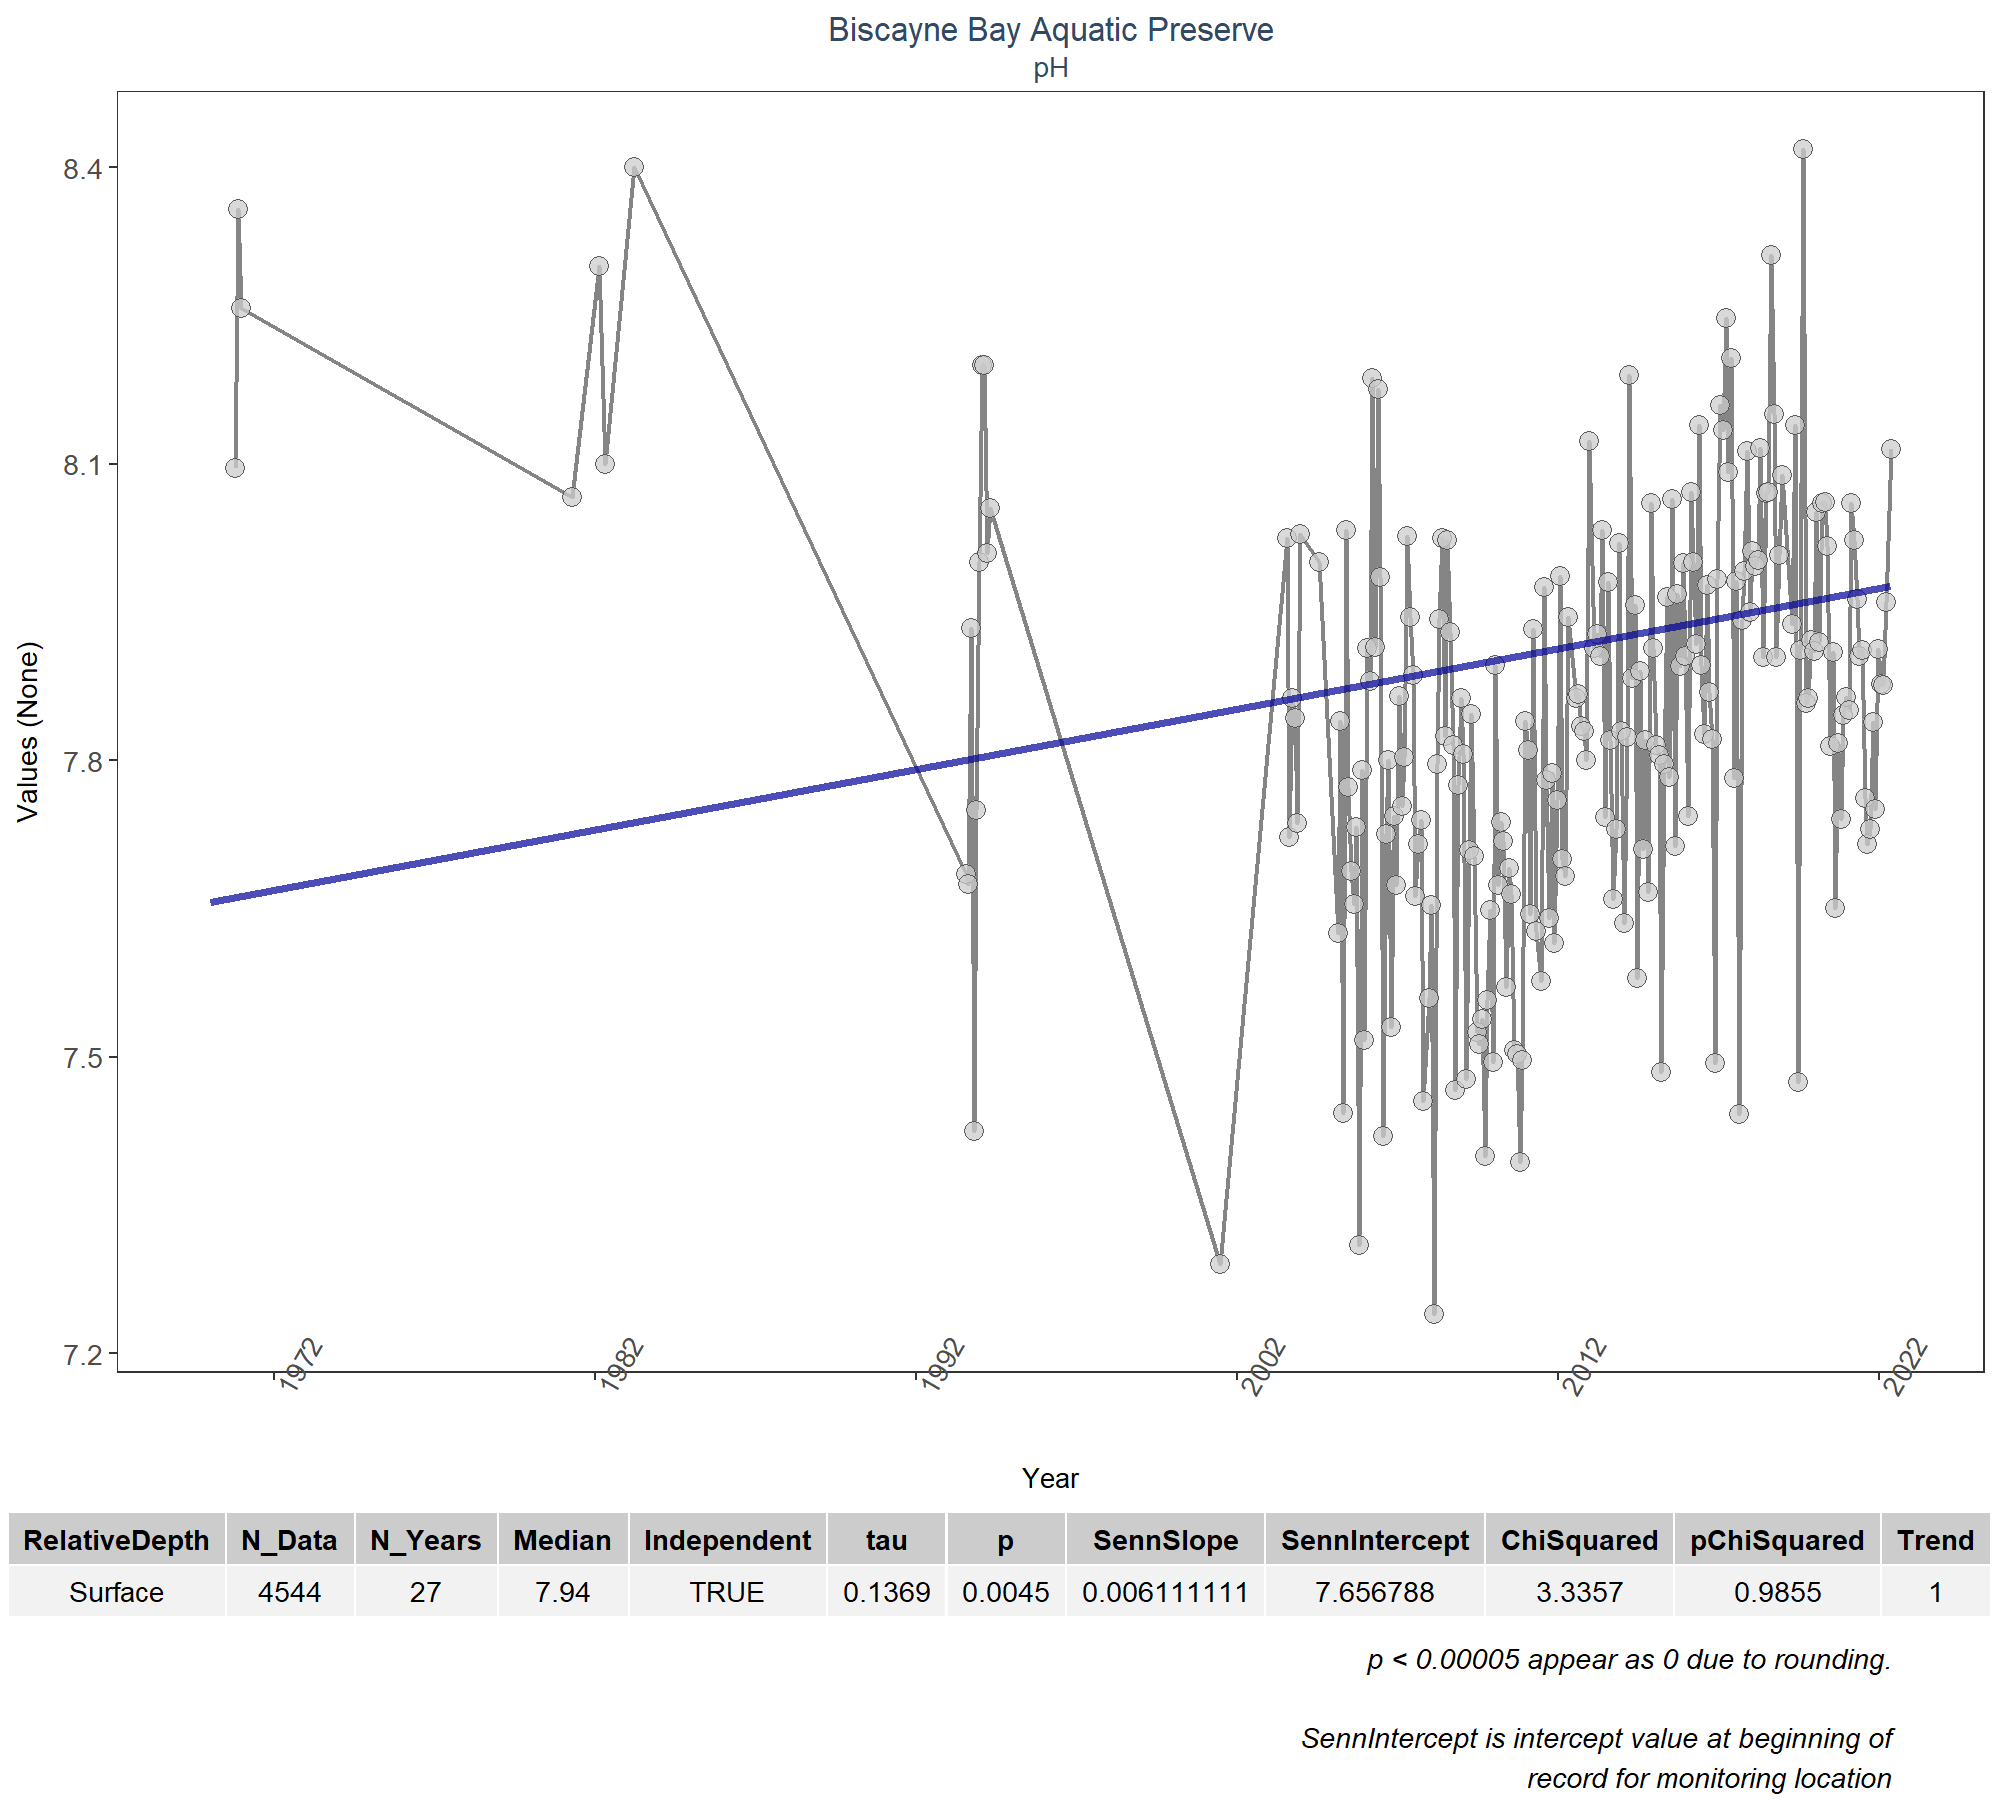 Biscayne Bay Aquatic Preserve
pH
8.4
8.1
7.8
7.5
7.2
Values (None)
1972
1982
1992
2002
2012
2022
Year
RelativeDepth N_Data N_Years Median Independent tau p SennSlope SennIntercept ChiSquared pChiSquared Trend
Surface 4544 27 7.94 TRUE 0.1369 0.0045 0.006111111 7.656788 3.3357 0.9855 1
p < 0.00005 appear as 0 due to rounding.
SennIntercept is intercept value at beginning of
record for monitoring location